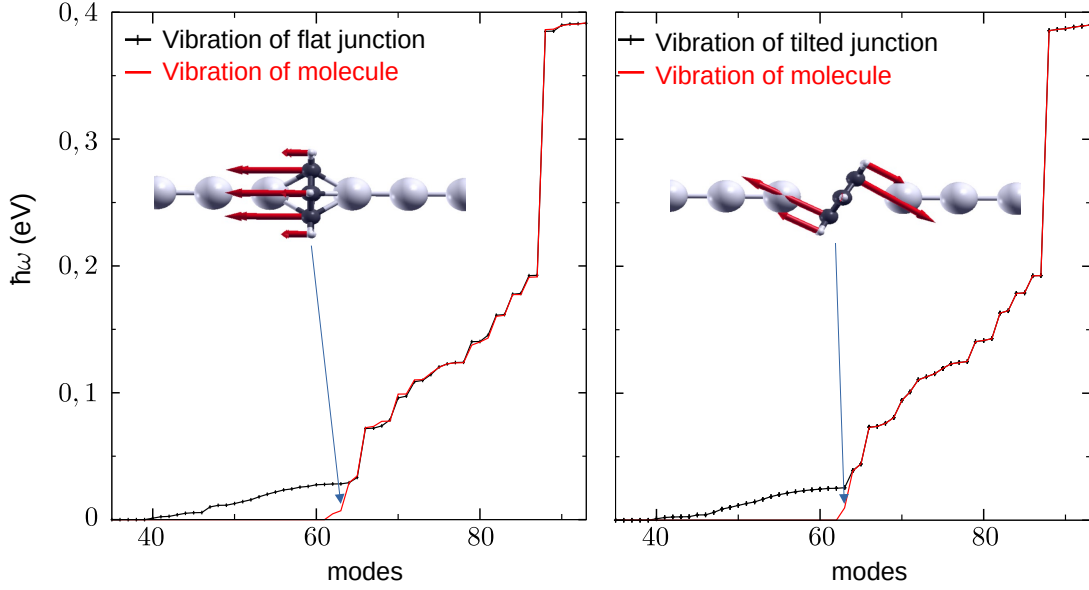 0, 4
0, 3
0, 2
0, 1
0
ħω (eV)
Vibration of flat junction
Vibration of molecule
40
60
80
modes
Vibration of tilted junction
Vibration of molecule
40
60
80
modes